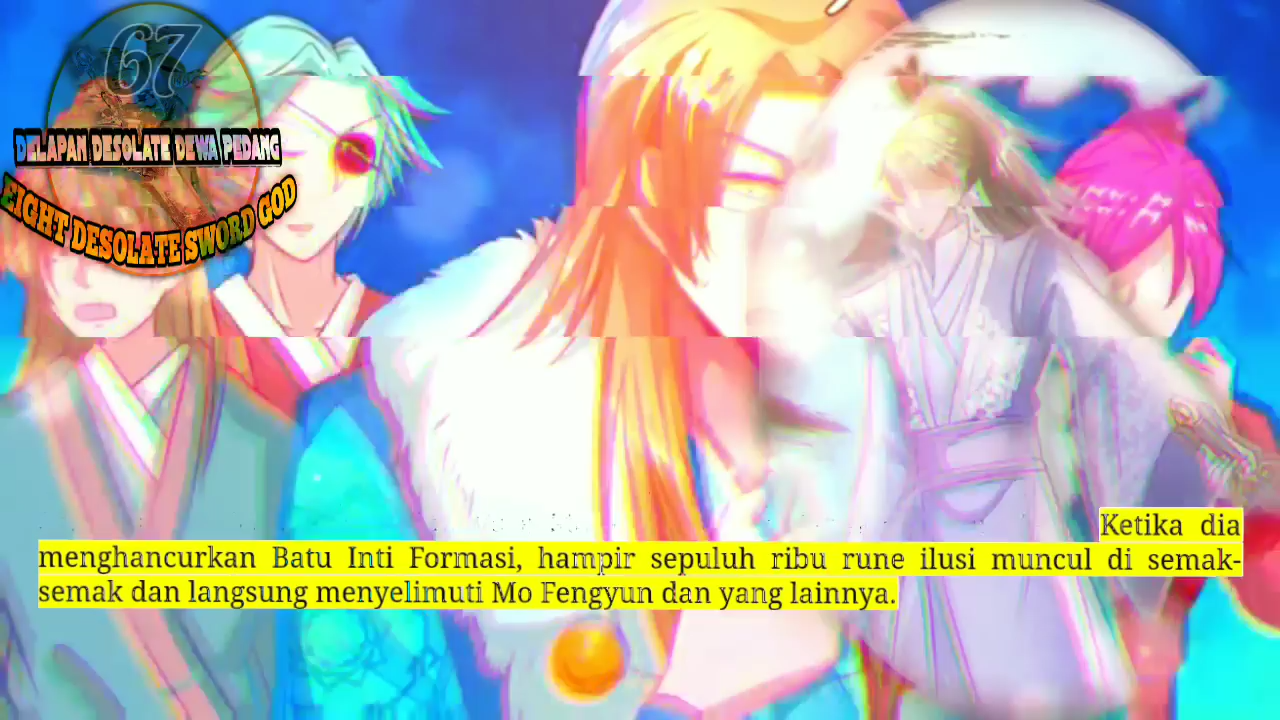 67
DELAPAN DESOLATE DEWA PEDANG
EIGHT DESOLATE SWORD GOD
Ketika dia
menghancurkan Batu Inti Formasi, hampir sepuluh ribu rune ilusi muncul di semak-
semak dan langsung menyelimuti Mo Fengyun dan yang lainnya.